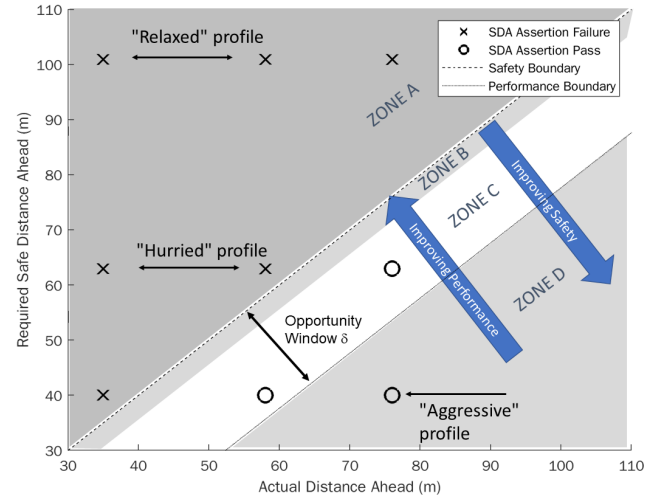 "Relaxed" profile
SDA Assertion Failure
SDA Assertion Pass
Safety Boundary
Performance Boundary
ZONE A
ZONE B
ZONE C
ZONE D
Improving Safety
Improving Performance
"Hurried" profile
Opportunity
Window δ
"Aggressive"
profile
110
100
90
80
70
60
50
40
30
30
40
50
60
70
80
90
100
110
Required Safe Distance Ahead (m)
Actual Distance Ahead (m)